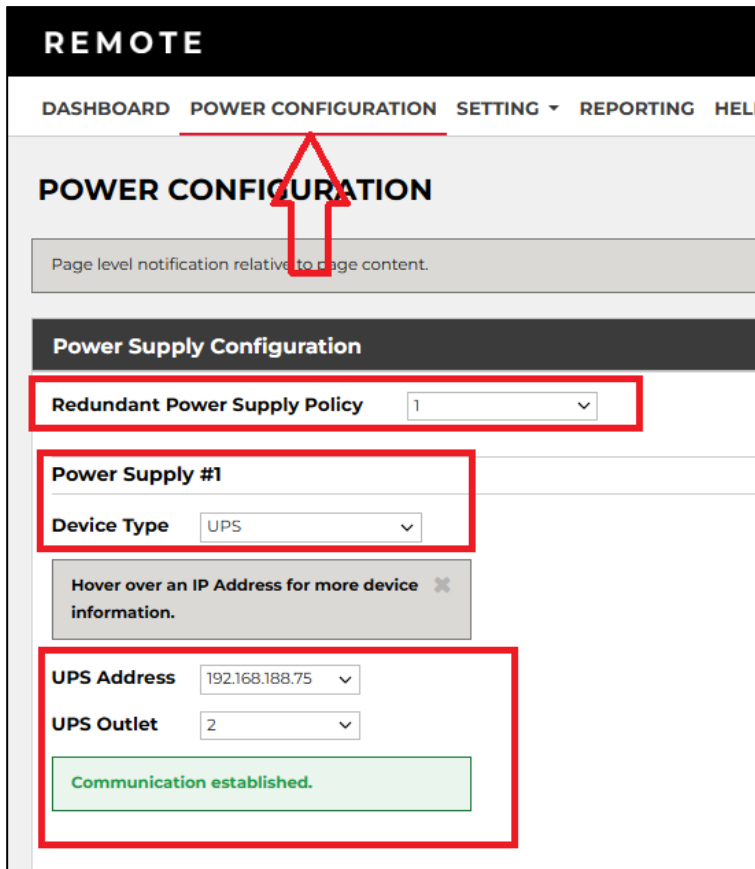 REMOTE
DASHBOARD POWER CONFIGURATION SETTING REPORTING
POWER CONFIGURATION
Page level notification relative to page content.
Power Supply Configuration
Redundant Power Supply Policy 1
Power Supply #1
Device Type UPS
Hover over an IP Address for more device
information.
UPS Address 192.168.188.75
UPS Outlet 2
Communication established.